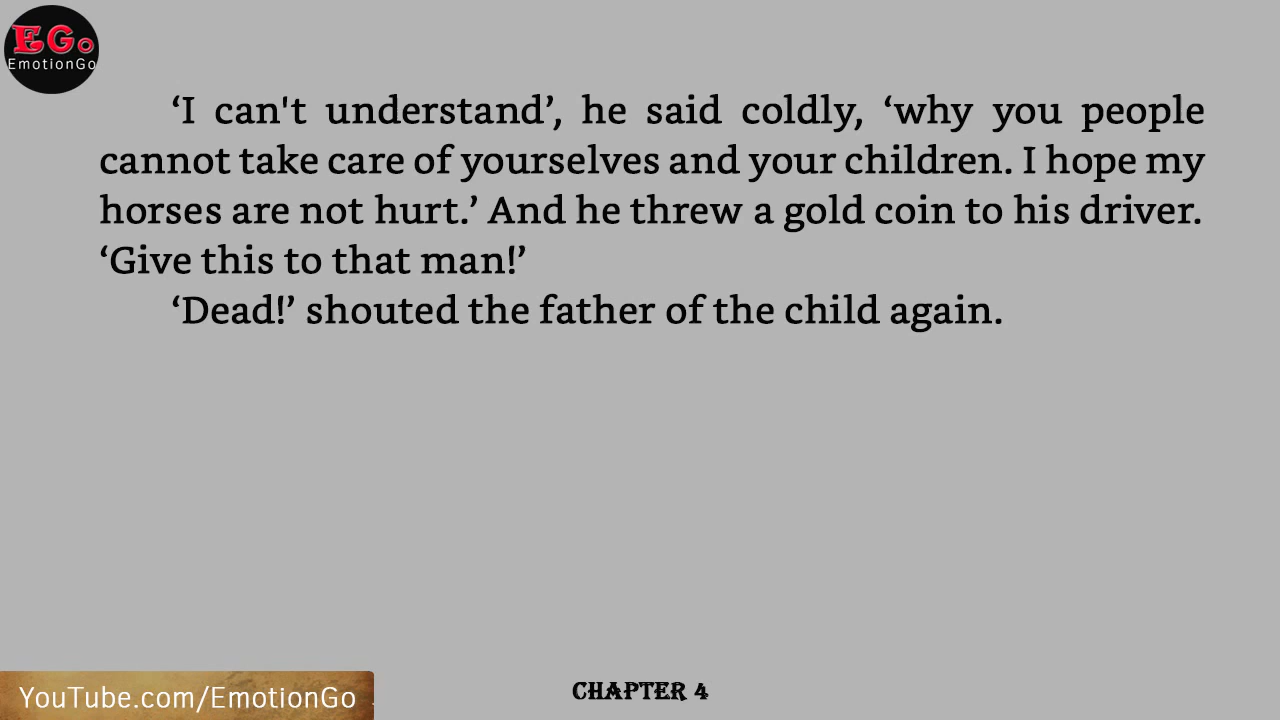 EGo
EmotionGo
‘I can't understand’, he said coldly, ‘why you people
cannot take care of yourselves and your children. I hope my
horses are not hurt.’ And he threw a gold coin to his driver.
‘Give this to that man!’
‘Dead!’ shouted the father of the child again.
YouTube.com/EmotionGo
CHAPTER 4